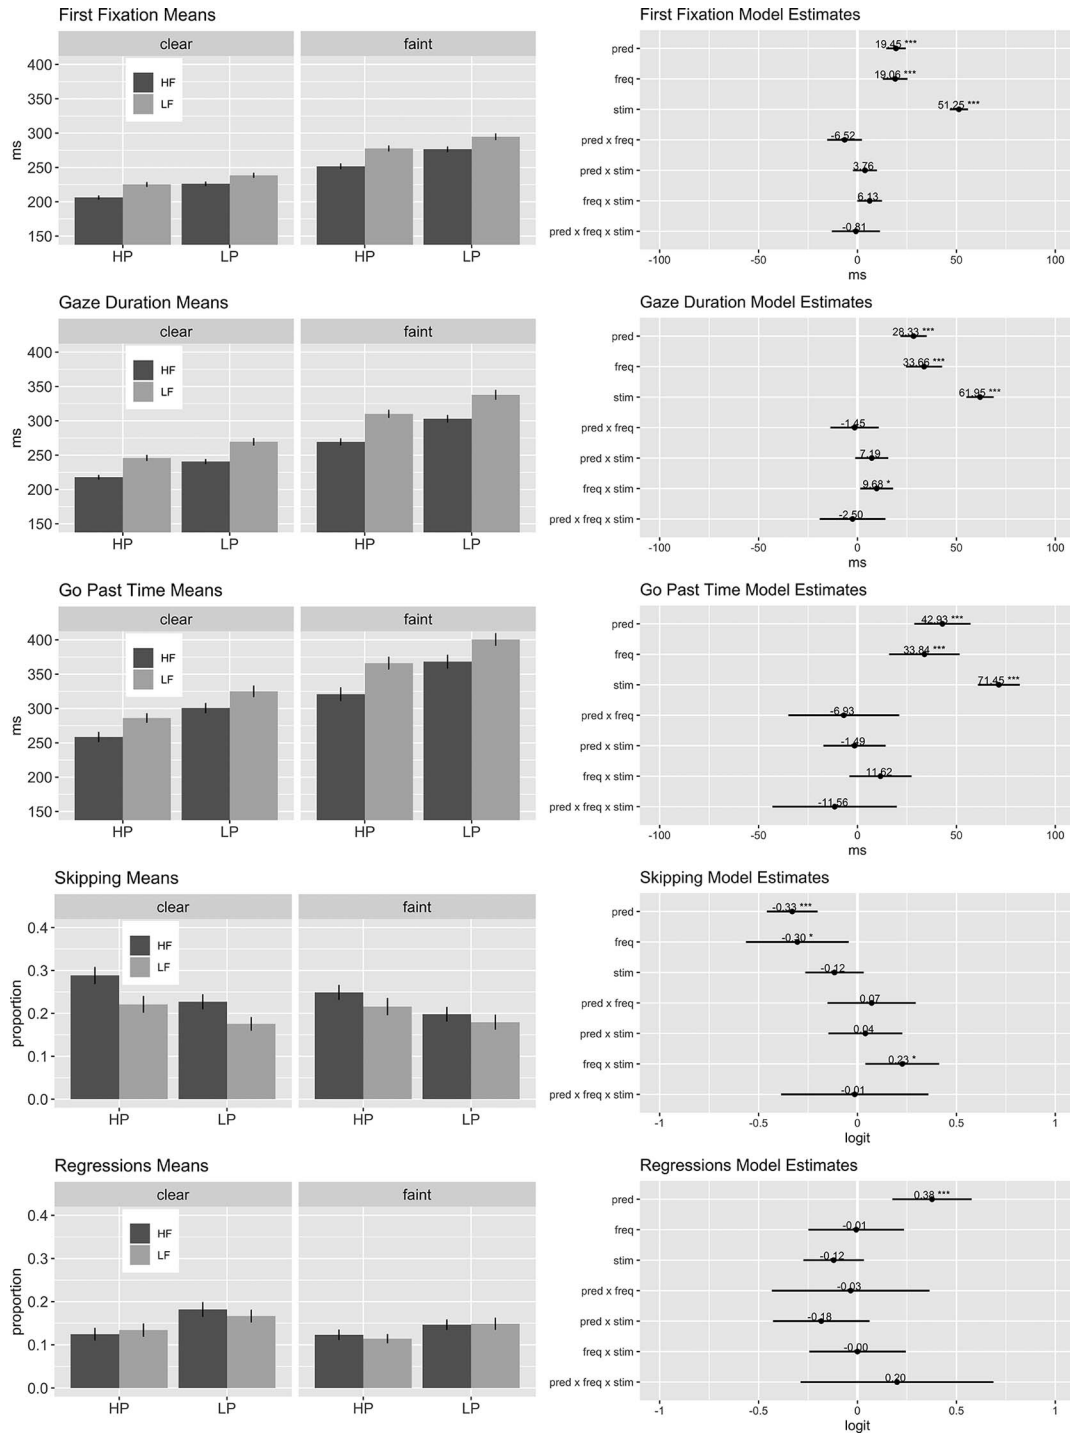 First Fixation Means
clear
faint
400
350
300
250
200
150
ms
HF
LF
HP
LP
HP
LP
First Fixation Model Estimates
pred
freq
stim
pred x freq
pred x stim
freq x stim
pred x freq x stim
19.45 ***
19.06 ***
51.25 ***
-6.52
3.76
6.13
-0.81
-100
-50
0
50
100
ms
Gaze Duration Means
clear
faint
400
350
300
250
200
150
ms
HF
LF
HP
LP
HP
LP
Gaze Duration Model Estimates
pred
freq
stim
pred x freq
pred x stim
freq x stim
pred x freq x stim
28.33 ***
33.66 ***
61.95 ***
-1.45
7.19
9.68 *
-2.50
-100
-50
0
50
100
ms
Go Past Time Means
clear
faint
400
350
300
250
200
150
ms
HF
LF
HP
LP
HP
LP
Go Past Time Model Estimates
pred
freq
stim
pred x freq
pred x stim
freq x stim
pred x freq x stim
42.93 ***
33.84 ***
71.45 ***
-6.93
-1.49
11.62
-11.56
-100
-50
0
50
100
ms
Skipping Means
clear
faint
0.4
0.3
0.2
0.1
0.0
proportion
HF
LF
HP
LP
HP
LP
Skipping Model Estimates
pred
freq
stim
pred x freq
pred x stim
freq x stim
pred x freq x stim
-0.33 ***
-0.30 *
-0.12
0.07
0.04
0.23 *
-0.01
-1
-0.5
0
0.5
1
logit
Regressions Means
clear
faint
0.4
0.3
0.2
0.1
0.0
proportion
HF
LF
HP
LP
HP
LP
Regressions Model Estimates
pred
freq
stim
pred x freq
pred x stim
freq x stim
pred x freq x stim
0.38 ***
-0.01
-0.12
-0.03
-0.18
-0.00
0.20
-1
-0.5
0
0.5
1
logit